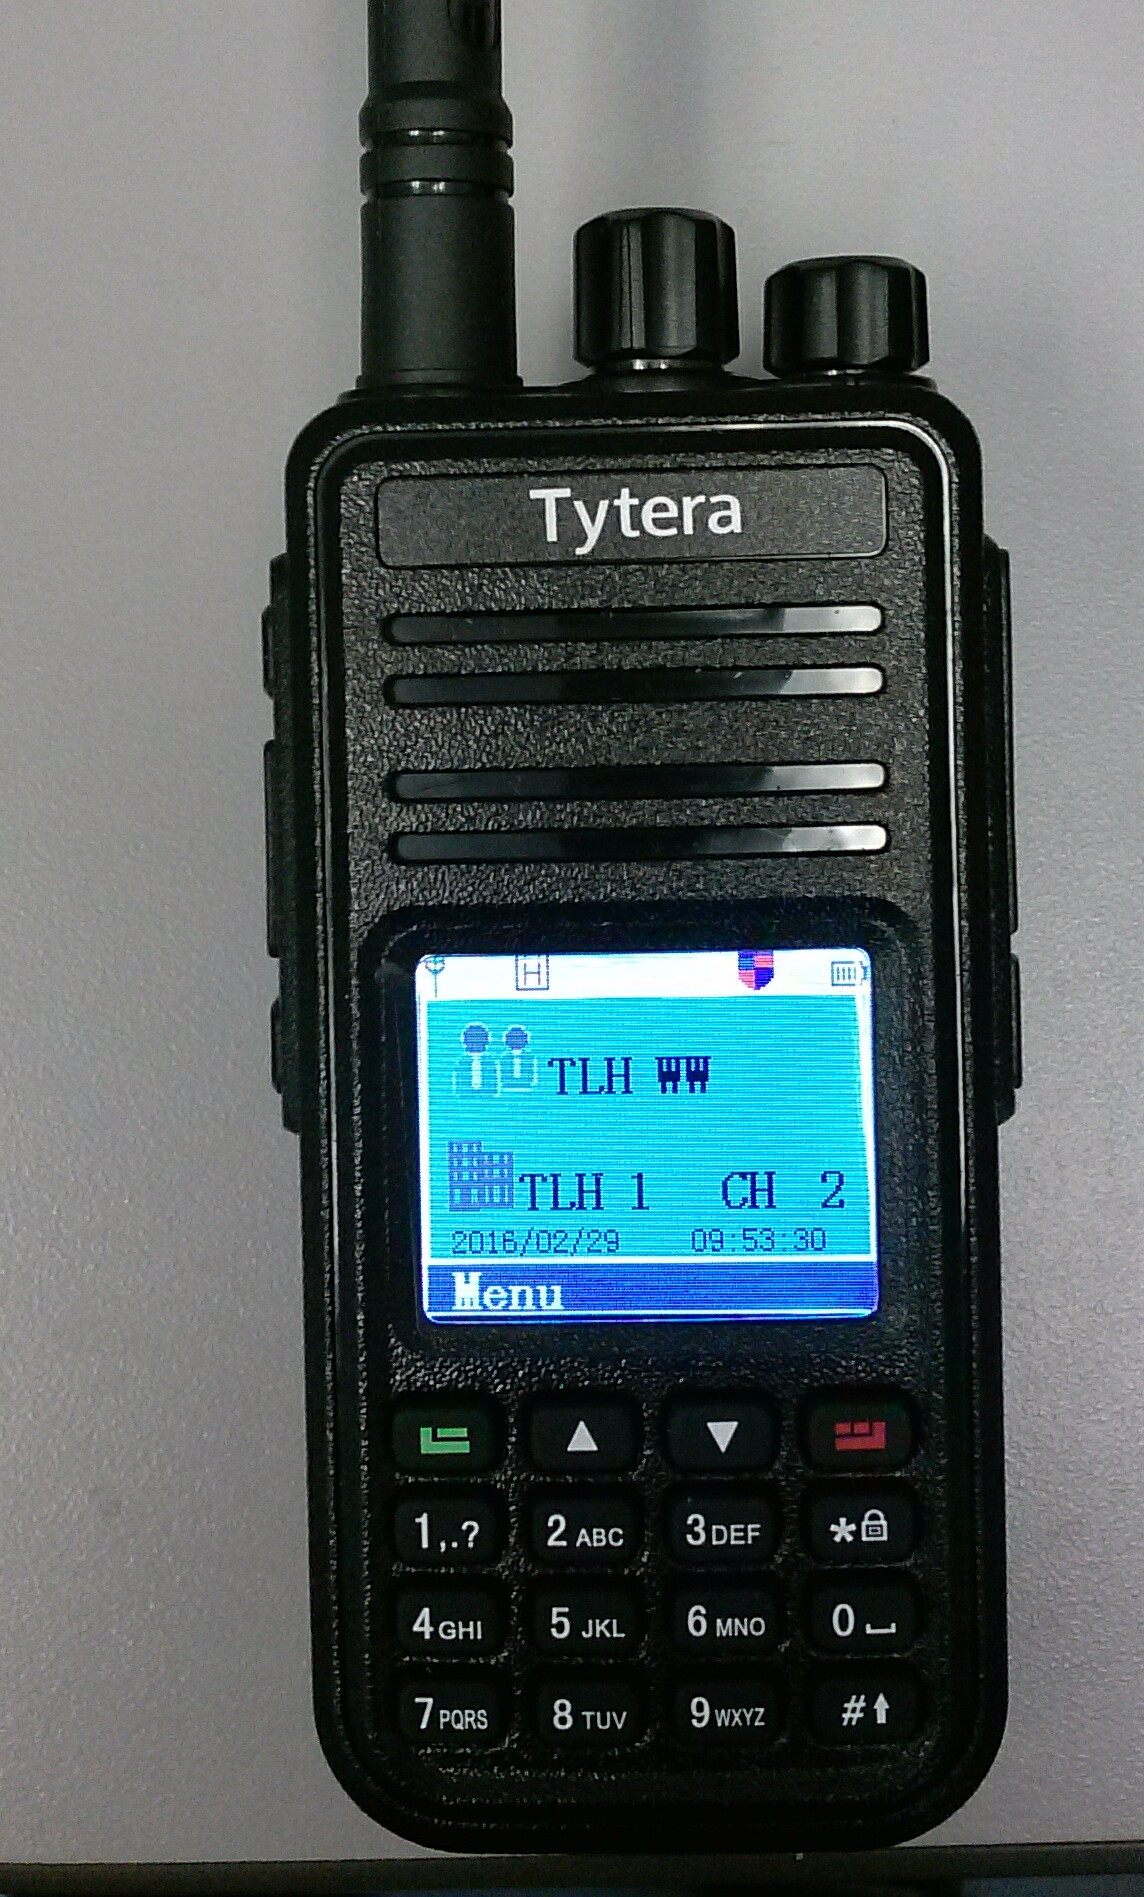 Tytera
H
TLH WW
TLH 1 CH 2
2016/02/29 09:53:30
Menu
1,.? 2 ABC 3 DEF *
4 GHI 5 JKL 6 MNO 0
7 PQRS 8 TUV 9 WXYZ #